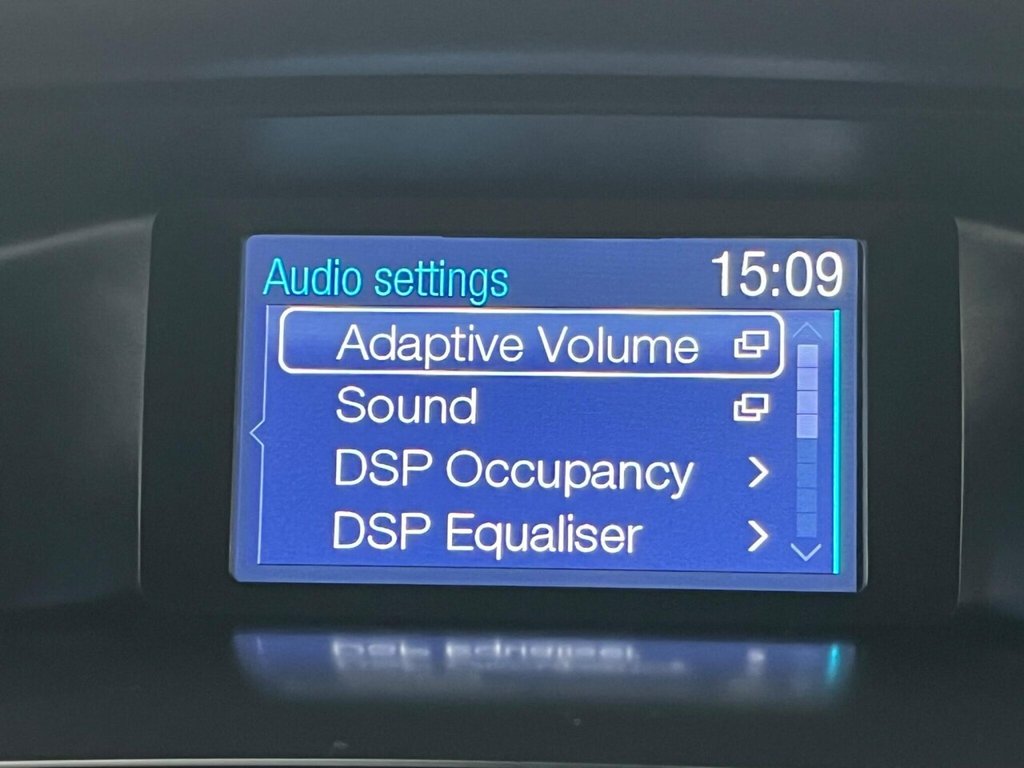 Audio settings 15:09
Adaptive Volume
Sound
DSP Occupancy
DSP Equaliser